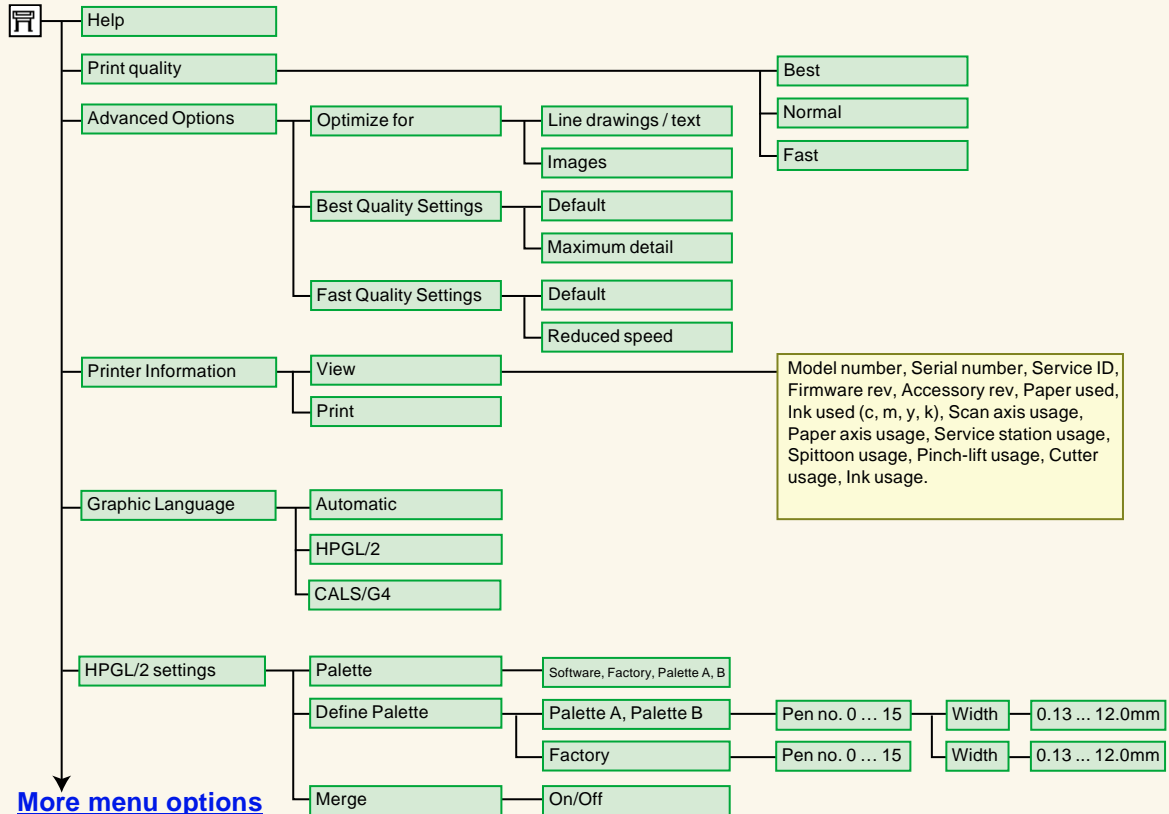 Help
Print quality
Best
Normal
Fast
Advanced Options
Optimize for
Line drawings / text
Images
Best Quality Settings
Default
Maximum detail
Fast Quality Settings
Default
Reduced speed
Printer Information
View
Model number, Serial number, Service ID,
Firmware rev, Accessory rev, Paper used,
Ink used (c, m, y, k), Scan axis usage,
Paper axis usage, Service station usage,
Spittoon usage, Pinch-lift usage, Cutter
usage, Ink usage.
Print
Graphic Language
Automatic
HPGL/2
CALS/G4
HPGL/2 settings
Palette
Software, Factory, Palette A, B
Define Palette
Palette A, Palette B
Pen no. 0 ... 15
Width
0.13 ... 12.0mm
Factory
Pen no. 0 ... 15
Width
0.13 ... 12.0mm
Merge
On/Off
More menu options